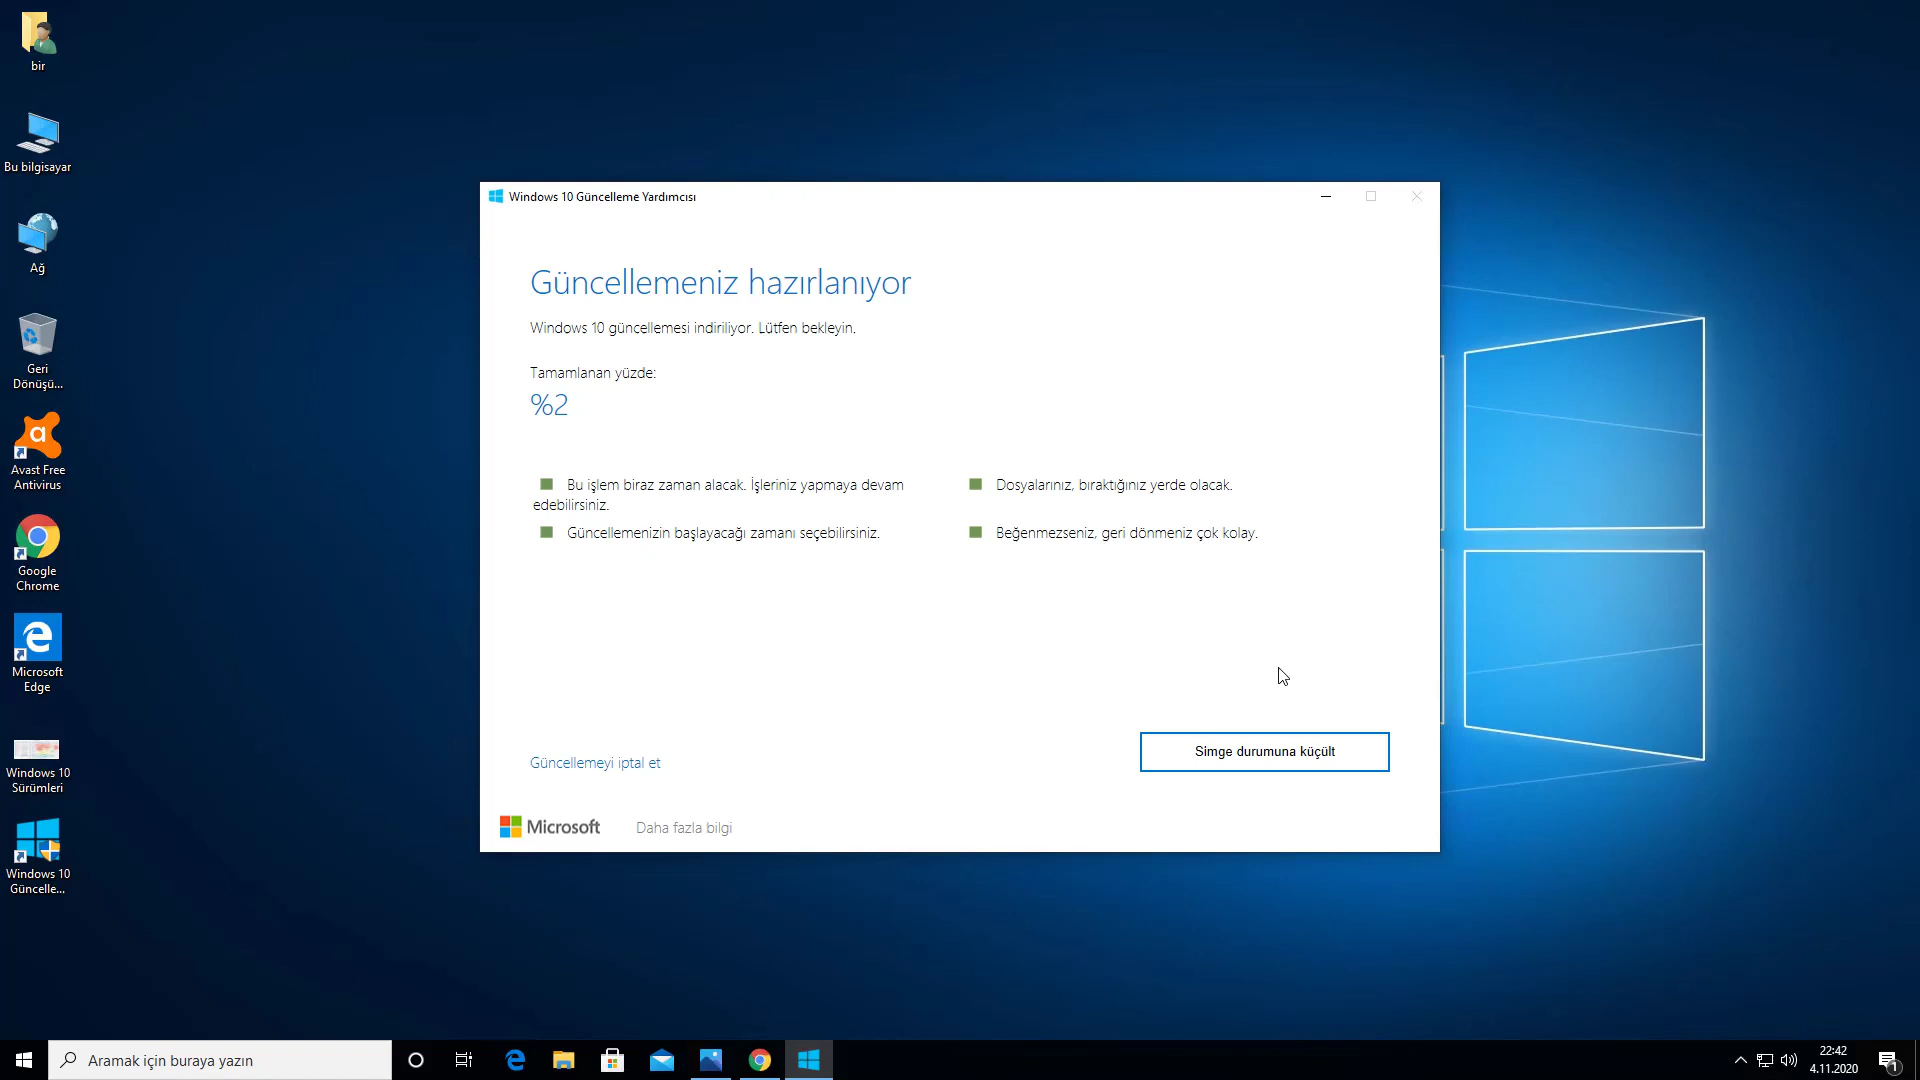 bir
Bu bilgisayar
Ağ
Geri
Dönüşü...
Avast Free
Antivirus
Google
Chrome
Microsoft
Edge
Windows 10
Sürümleri
Windows 10
Güncelle...
Windows 10 Güncelleme Yardımcısı
Güncellemeniz hazırlanıyor
Windows 10 güncellemesi indiriliyor. Lütfen bekleyin.
Tamamlanan yüzde:
%2
Bu işlem biraz zaman alacak. İşleriniz yapmaya devam
edebilirsiniz.
Güncellemenizin başlayacağı zamanı seçebilirsiniz.
Dosyalarınız, bıraktığınız yerde olacak.
Beğenmezseniz, geri dönmeniz çok kolay.
Güncellemeyi iptal et
Simge durumuna küçült
Microsoft
Daha fazla bilgi
Aramak için buraya yazın
22:42
4.11.2020
1